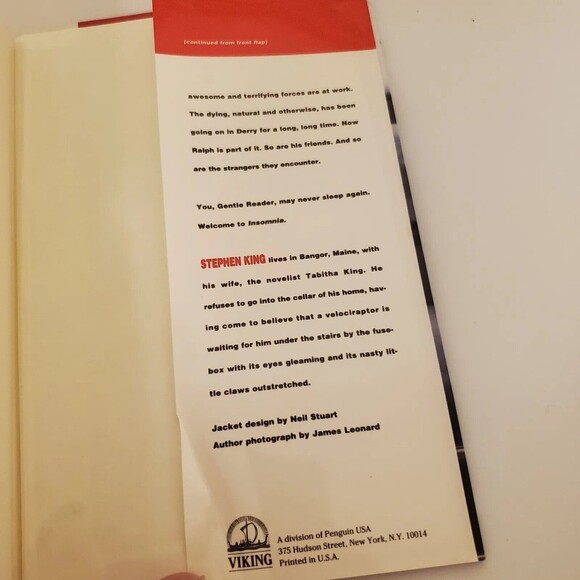 (continued from front flap)
awesome and terrifying forces are at work.
The dying, natural and otherwise, has been
going on in Derry for a long, long time. Now
Ralph is part of it. So are his friends. And so
are the strangers they encounter.
You, Gentle Reader, may never sleep again.
Welcome to Insomnia.
STEPHEN KING lives in Bangor, Maine, with
his wife, the novelist Tabitha King. He
refuses to go into the cellar of his home, hav-
ing come to believe that a velociraptor is
waiting for him under the stairs by the fuse-
box with its eyes gleaming and its nasty lit-
tle claws outstretched.
Jacket design by Neil Stuart
Author photograph by James Leonard
VIKING
A division of Penguin USA
375 Hudson Street, New York, N.Y. 10014
Printed in U.S.A.